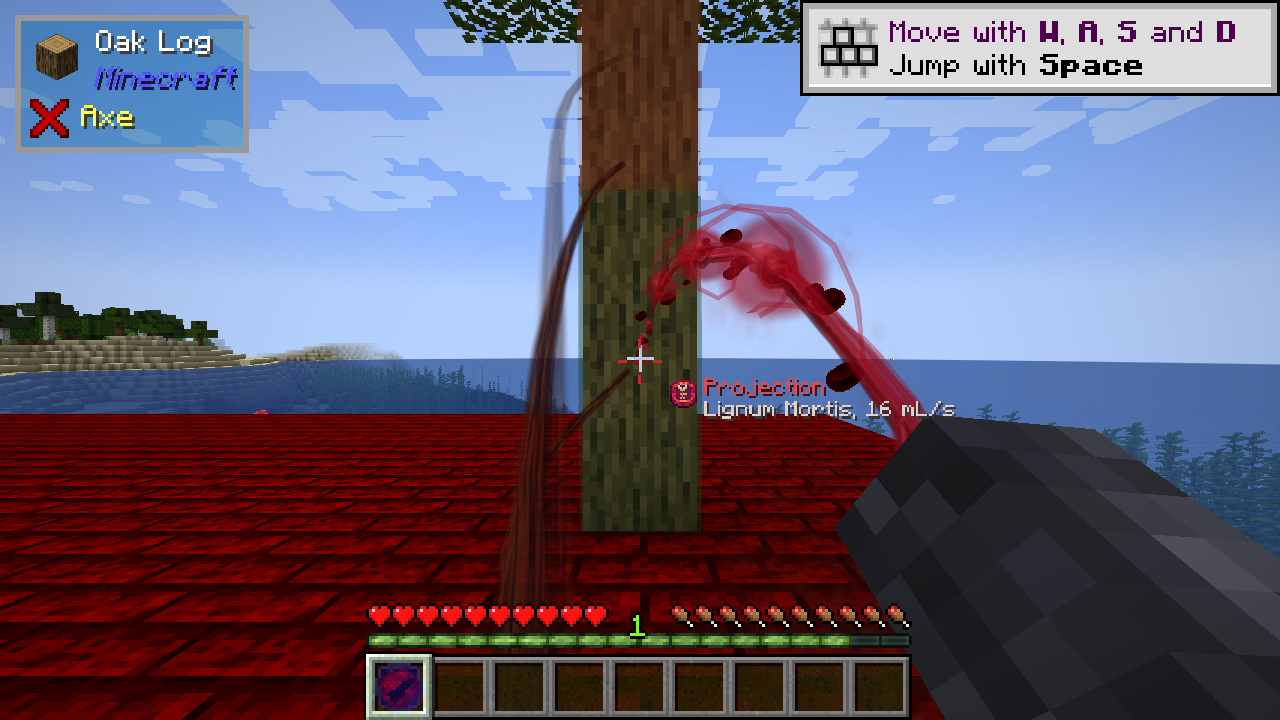 Oak Log
Minecraft
Axe
Move with W, A, S and D
Jump with Space
Projection
Lignum Mortis, 16 mL/s
1